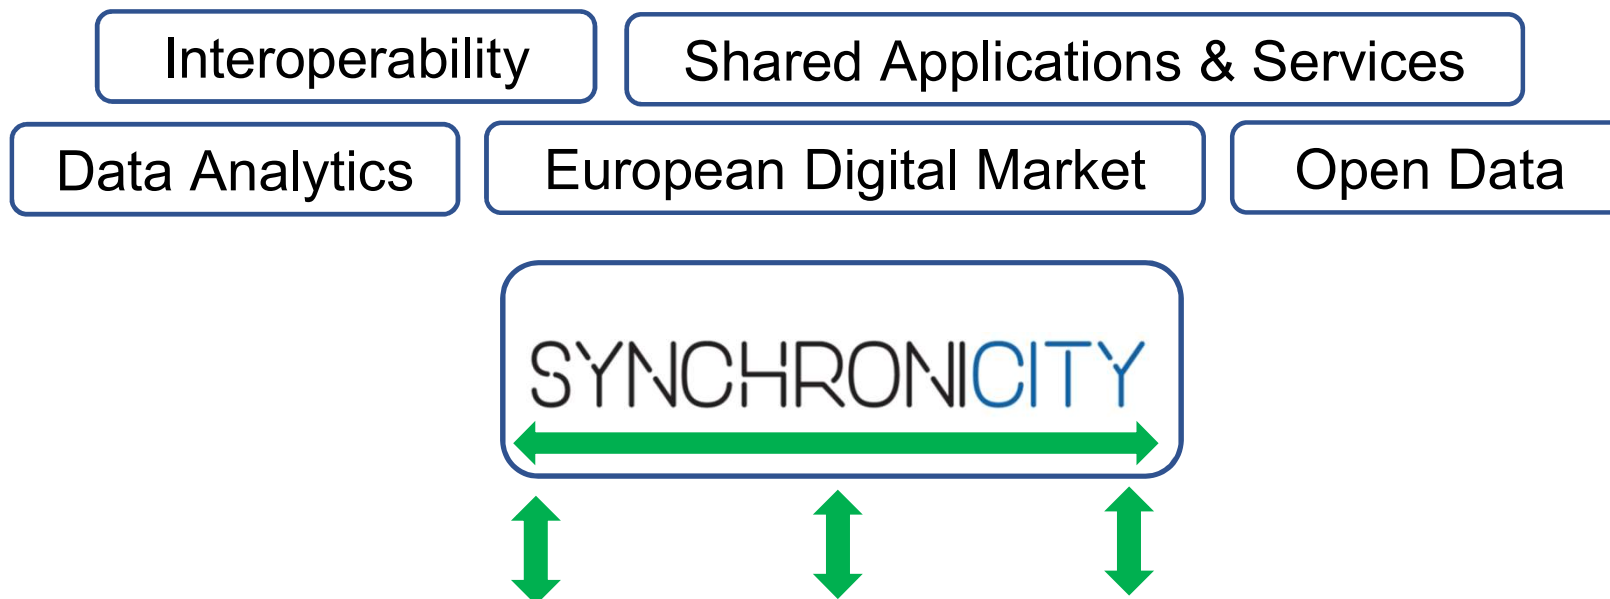 Interoperability
Shared Applications & Services
Data Analytics
European Digital Market
Open Data
SYNCHRONICITY